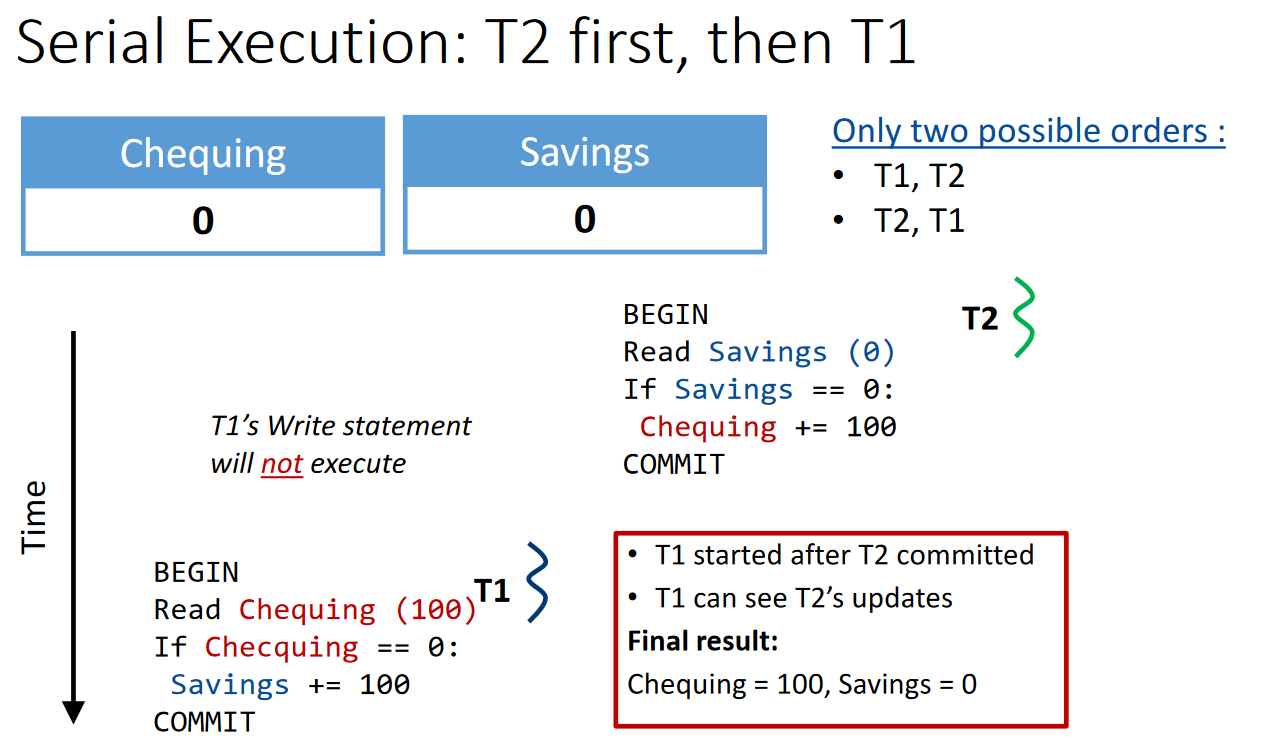 Serial Execution: T2 first, then T1
Chequing
Savings
0
0
Only two possible orders :
• T1, T2
• T2, T1
BEGIN
Read Savings (0)
If Savings == 0:
Chequing += 100
COMMIT
T2
T1’s Write statement
will not execute
Time
BEGIN
Read Chequing (100)
If Checquing == 0:
Savings += 100
COMMIT
T1
• T1 started after T2 committed
• T1 can see T2’s updates
Final result:
Chequing = 100, Savings = 0